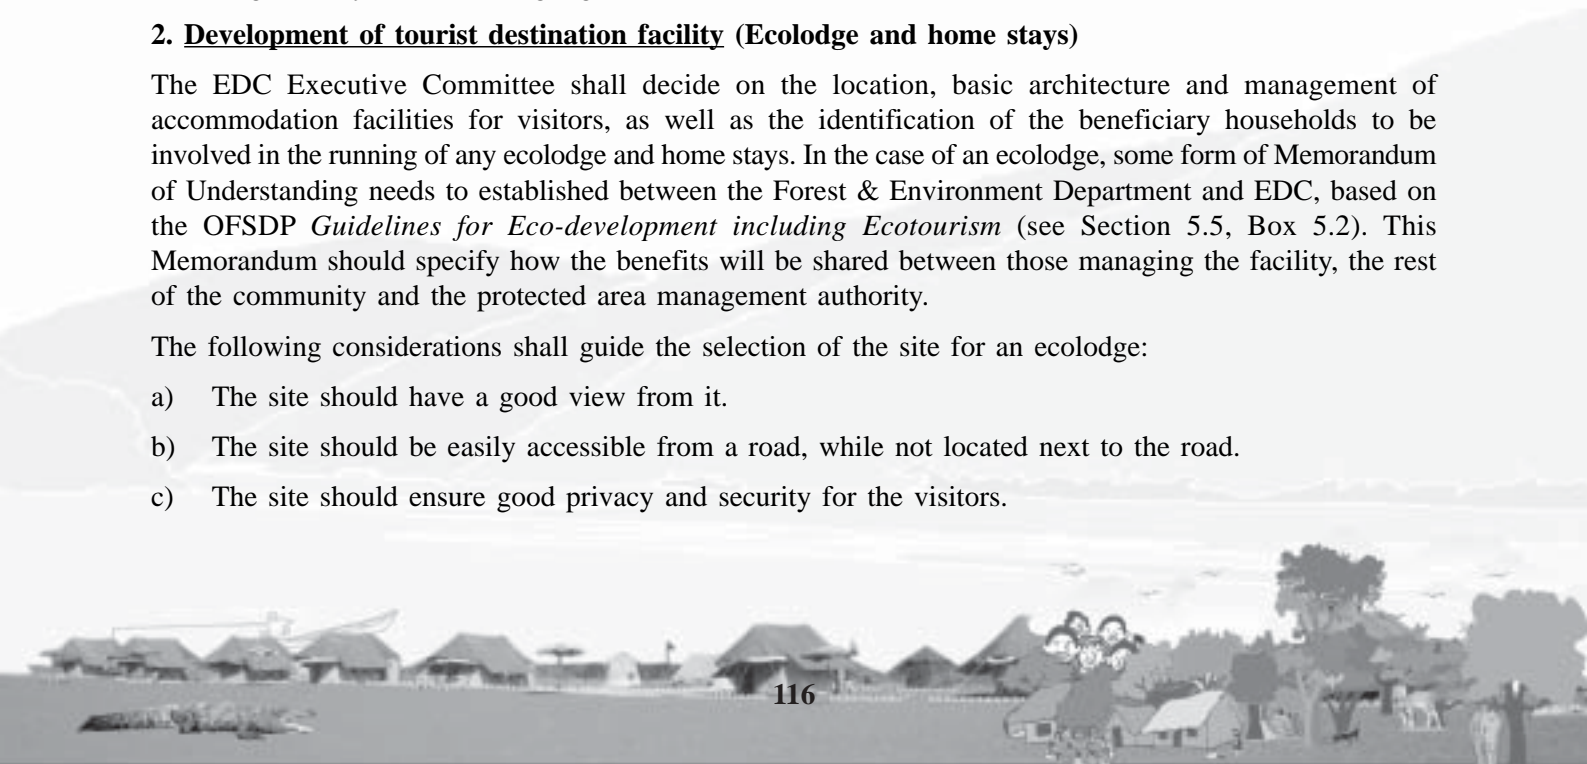 2. Development of tourist destination facility (Ecolodge and home stays)
The EDC Executive Committee shall decide on the location, basic architecture and management of
accommodation facilities for visitors, as well as the identification of the beneficiary households to be
involved in the running of any ecolodge and home stays. In the case of an ecolodge, some form of Memorandum
of Understanding needs to established between the Forest & Environment Department and EDC, based on
the OFSDP Guidelines for Eco-development including Ecotourism (see Section 5.5, Box 5.2). This
Memorandum should specify how the benefits will be shared between those managing the facility, the rest
of the community and the protected area management authority.
The following considerations shall guide the selection of the site for an ecolodge:
a) The site should have a good view from it.
b) The site should be easily accessible from a road, while not located next to the road.
c) The site should ensure good privacy and security for the visitors.
116